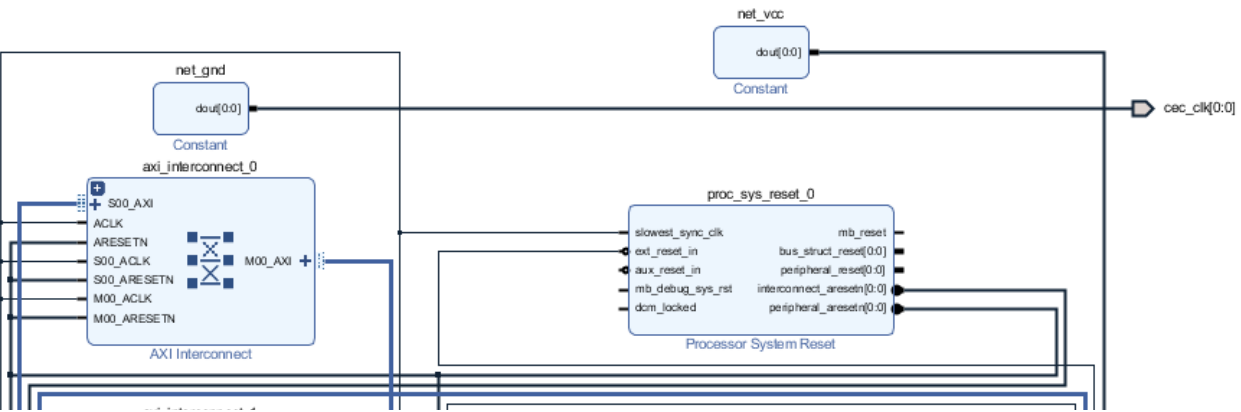 net_vcc
dout[0:0]
Constant
net_gnd
dout[0:0]
Constant
cec_clk[0:0]
axi_interconnect_0
S00_AXI
ACLK
ARESETN
S00_ACLK
S00_ARESETN
M00_ACLK
M00_ARESETN
M00_AXI
AXI Interconnect
proc_sys_reset_0
slowest_sync_clk
ext_reset_in
aux_reset_in
mb_debug_sys_rst
dcm_locked
mb_reset
bus_struct_reset[0:0]
peripheral_reset[0:0]
interconnect_aresetn[0:0]
peripheral_aresetn[0:0]
Processor System Reset